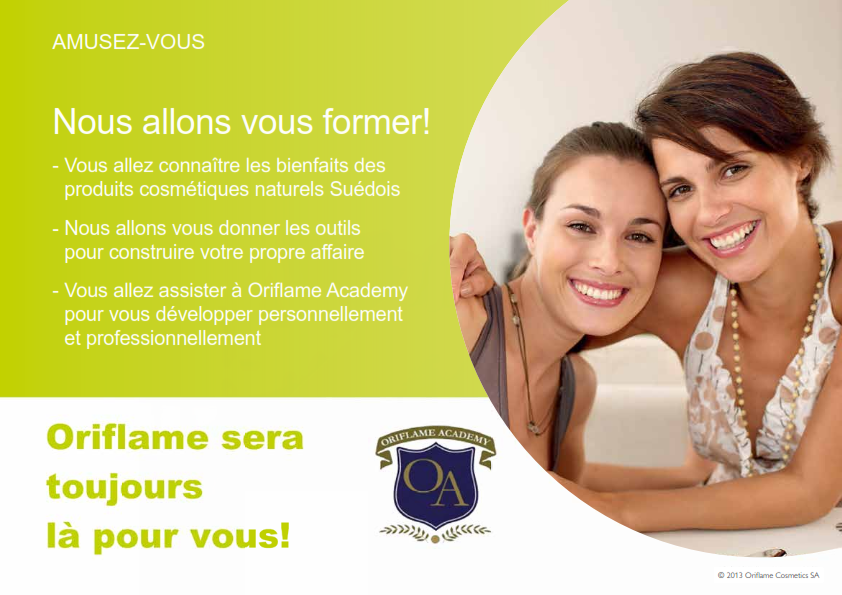 AMUSEZ-VOUS
Nous allons vous former!
- Vous allez connaître les bienfaits des
produits cosmétiques naturels Suédois
- Nous allons vous donner les outils
pour construire votre propre affaire
- Vous allez assister à Oriflame Academy
pour vous développer personnellement
et professionnellement
Oriflame sera
toujours
là pour vous!
ORIFLAME ACADEMY
OA
© 2013 Oriflame Cosmetics SA